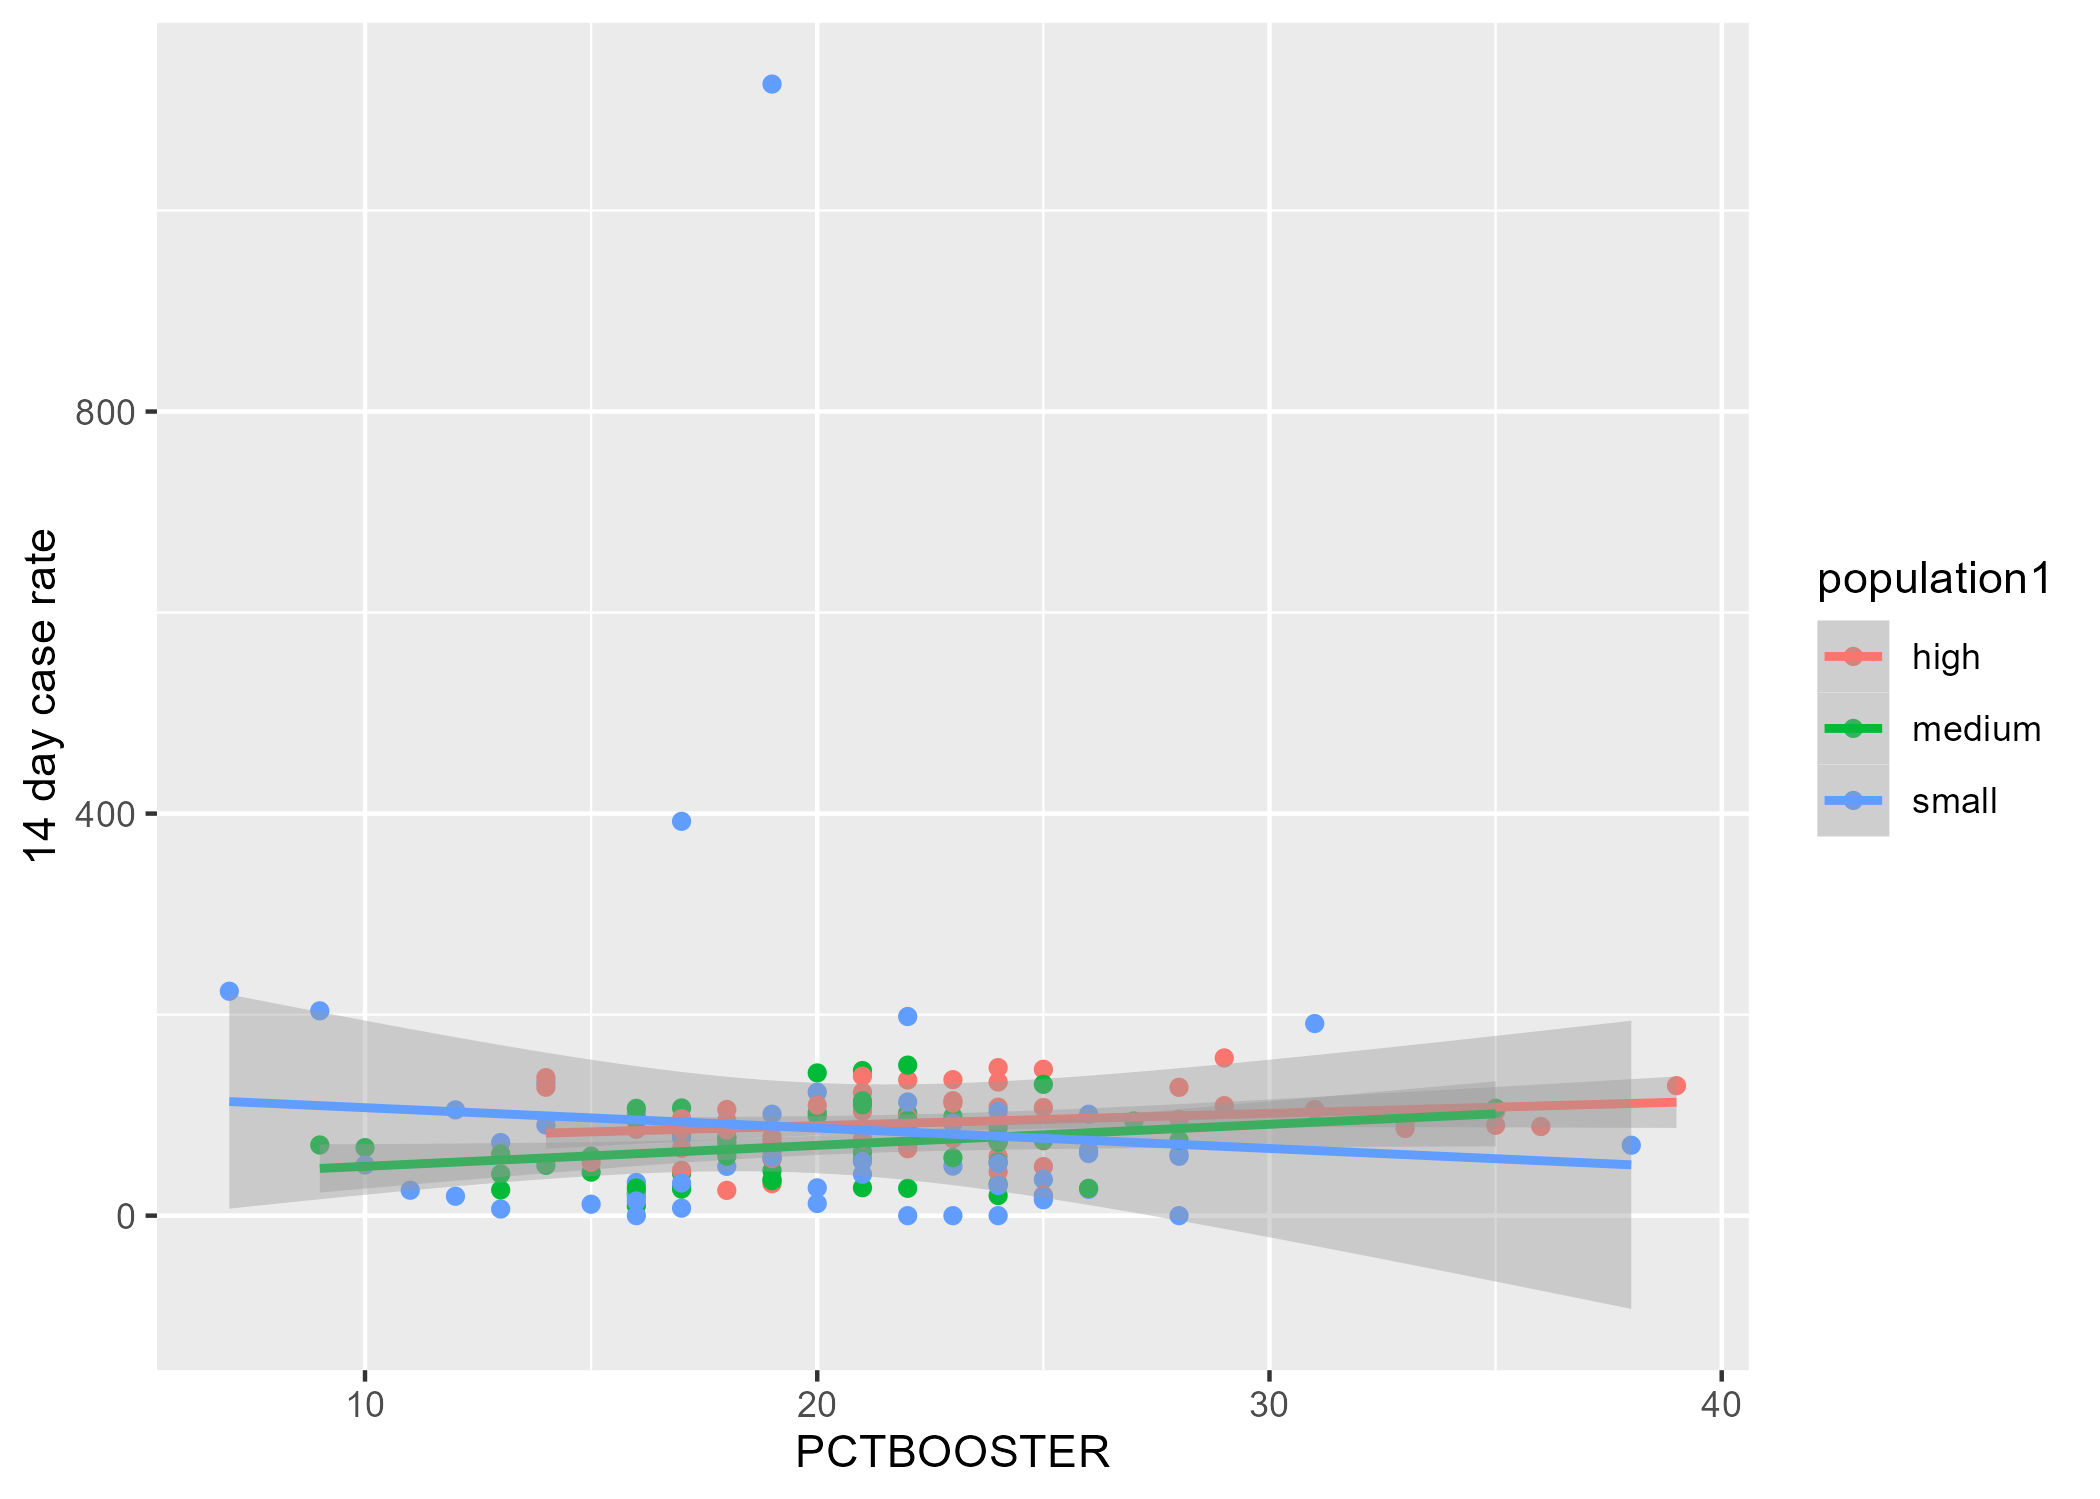 800
400
0
14 day case rate
10 20 30 40
PCTBOOSTER
population1
high
medium
small